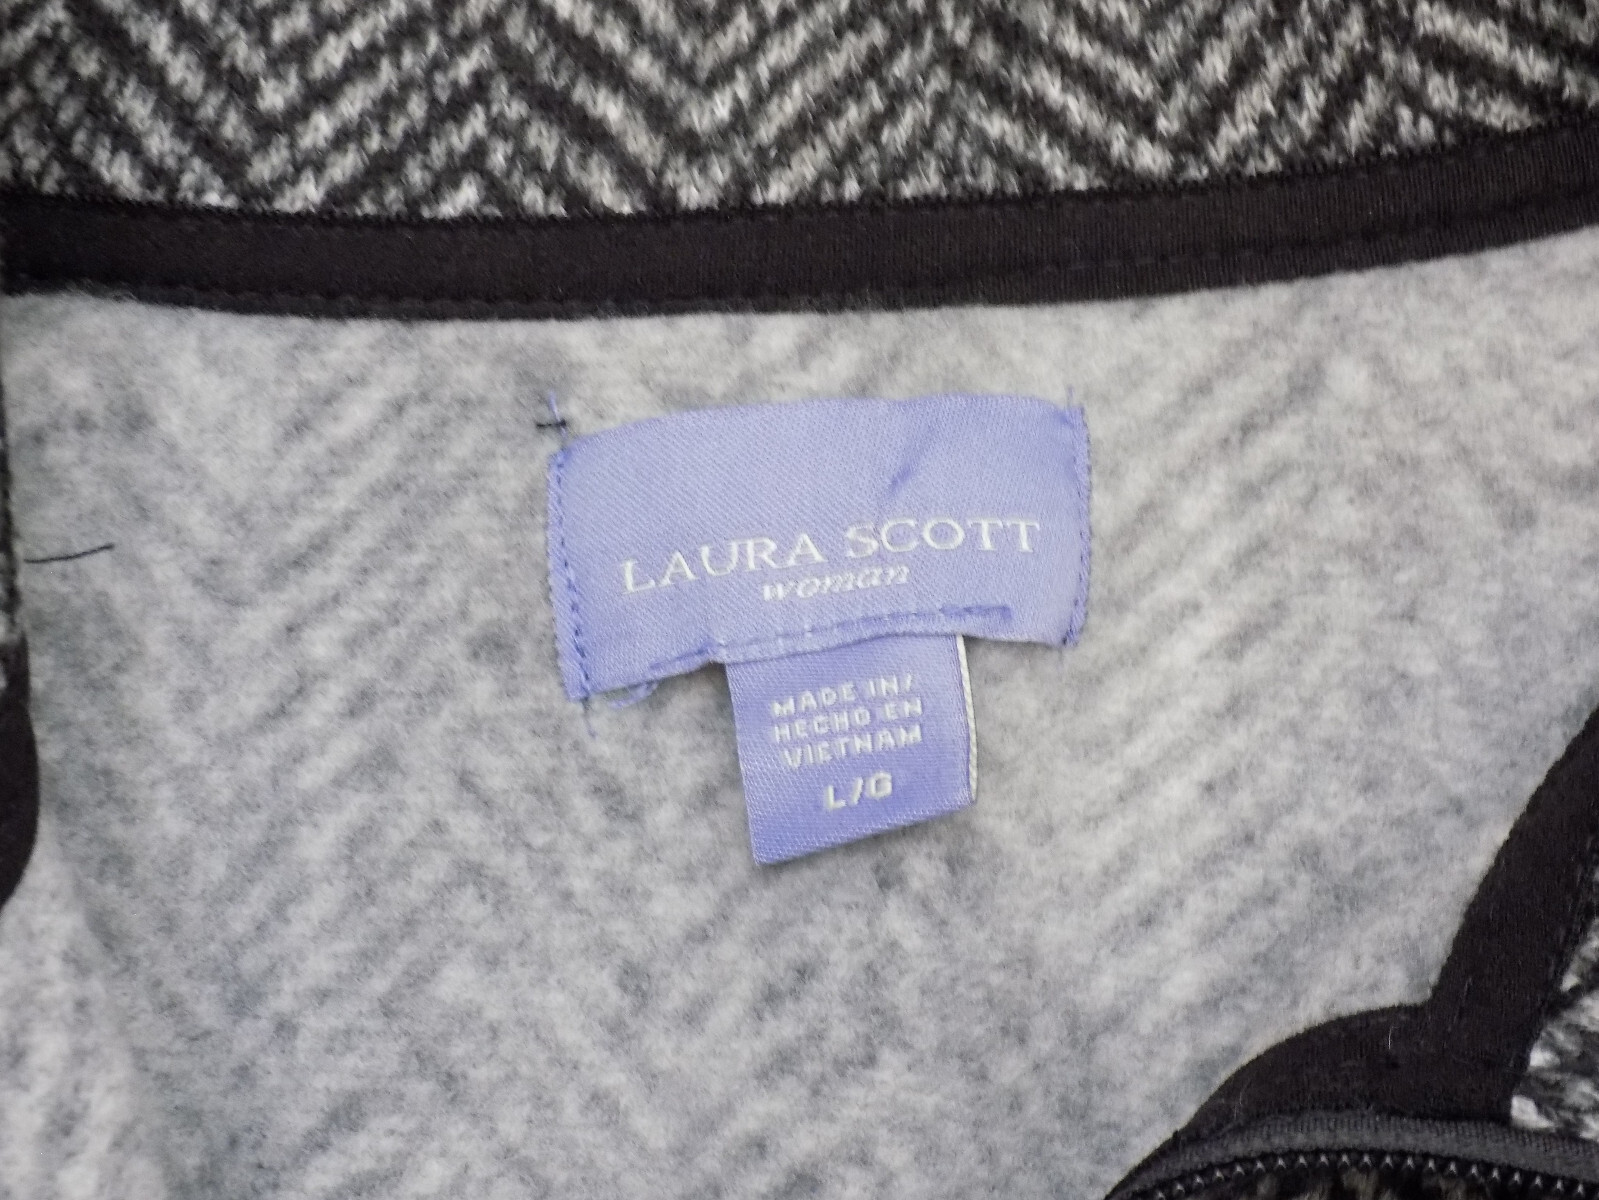 LAURA SCOTT
woman
MADE IN/
HECHO EN
VIETNAM
L/G